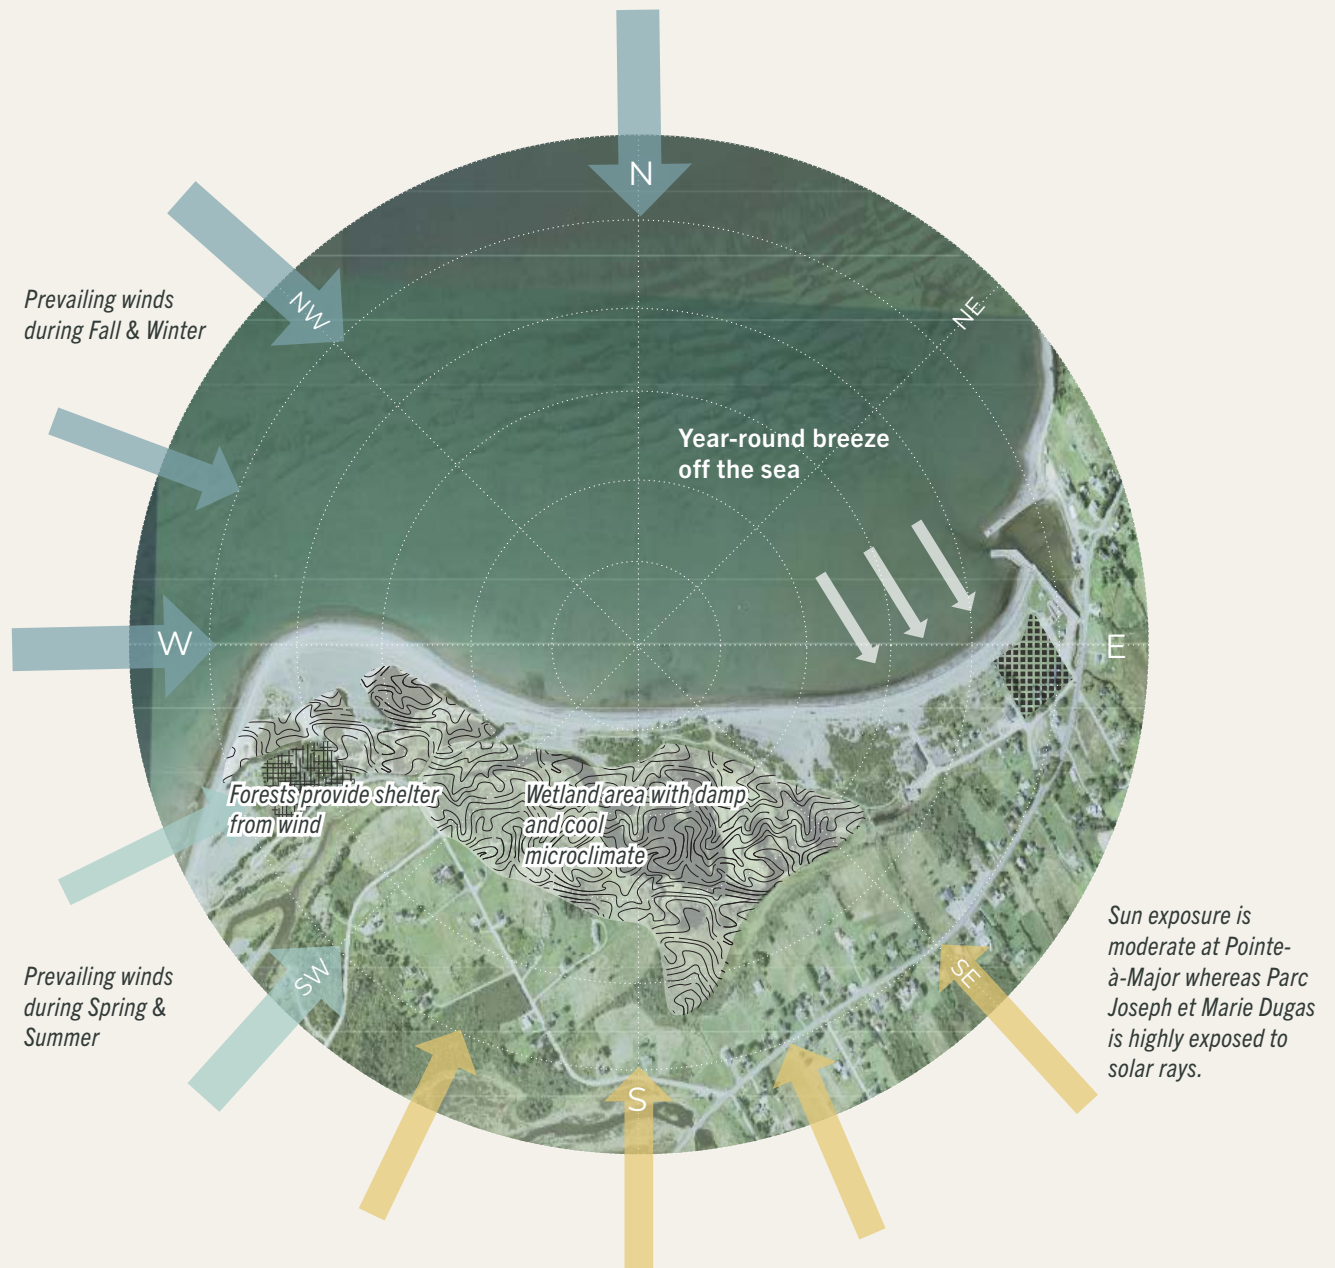 N
NW
NE
Prevailing winds
during Fall & Winter
Year-round breeze
off the sea
W
E
Forests provide shelter
from wind
Wetland area with damp
and cool
microclimate
Sun exposure is
moderate at Pointe-
à-Major whereas Parc
Joseph et Marie Dugas
is highly exposed to
solar rays.
Prevailing winds
during Spring &
Summer
SW
SE
S